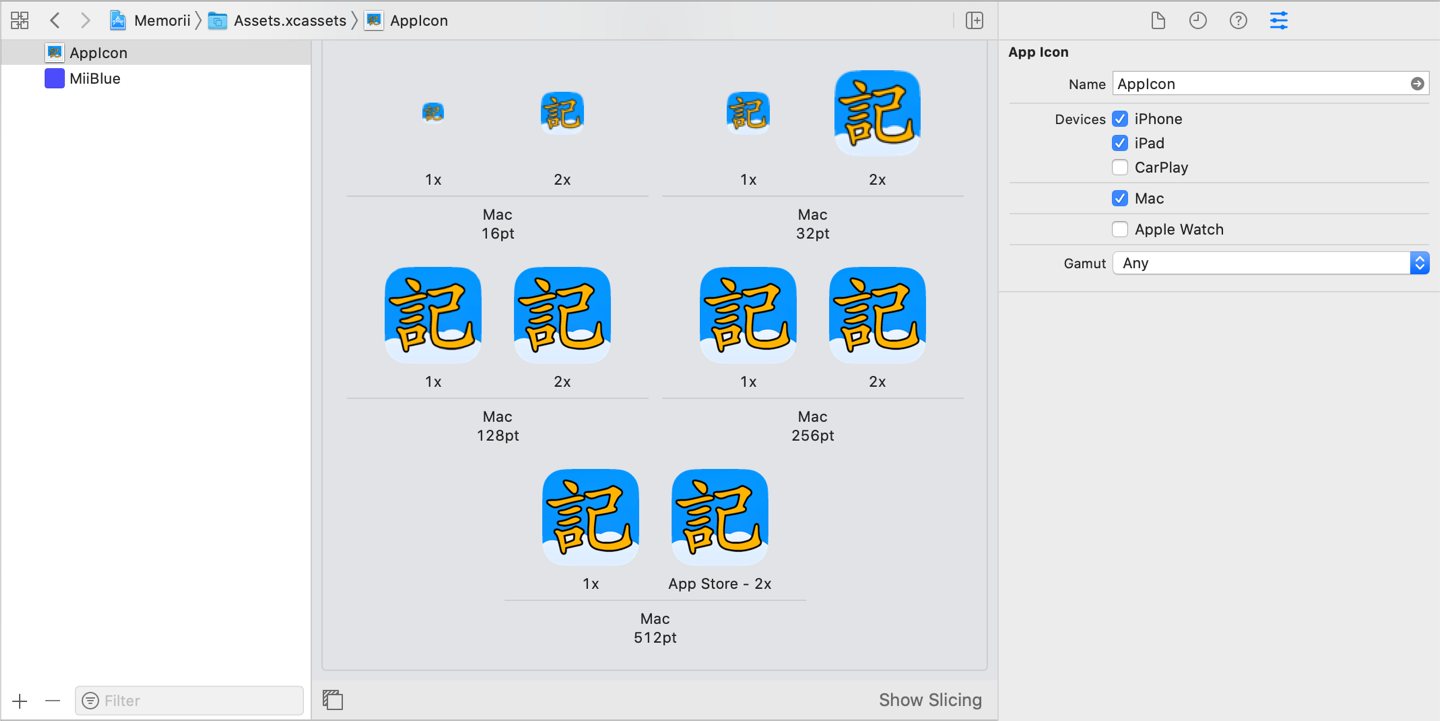 Memorii
Assets.xcassets
AppIcon
AppIcon
MiiBlue
Filter
記
記
記
記
1x
2x
1x
2x
Mac
16pt
Mac
32pt
記
記
記
記
1x
2x
1x
2x
Mac
128pt
Mac
256pt
記
記
1x
App Store - 2x
Mac
512pt
Show Slicing
App Icon
Name
AppIcon
Devices
iPhone
iPad
CarPlay
Mac
Apple Watch
Gamut
Any